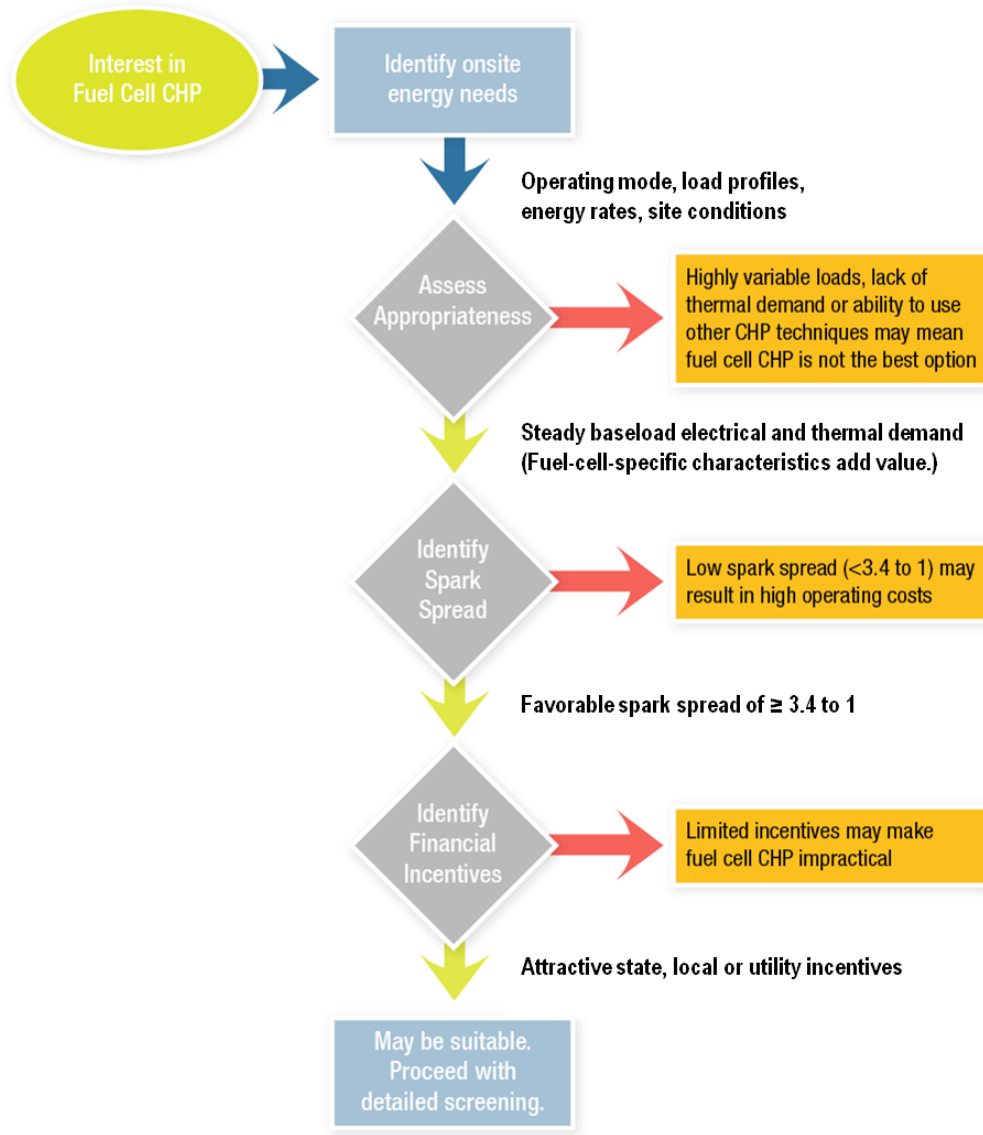 Interest in
Fuel Cell CHP
Identify onsite
energy needs
Operating mode, load profiles,
energy rates, site conditions
Assess
Appropriateness
Highly variable loads, lack of
thermal demand or ability to use
other CHP techniques may mean
fuel cell CHP is not the best option
Steady baseload electrical and thermal demand
(Fuel-cell-specific characteristics add value.)
Identify
Spark
Spread
Low spark spread (<3.4 to 1) may
result in high operating costs
Favorable spark spread of ≥ 3.4 to 1
Identify
Financial
Incentives
Limited incentives may make
fuel cell CHP impractical
Attractive state, local or utility incentives
May be suitable.
Proceed with
detailed screening.